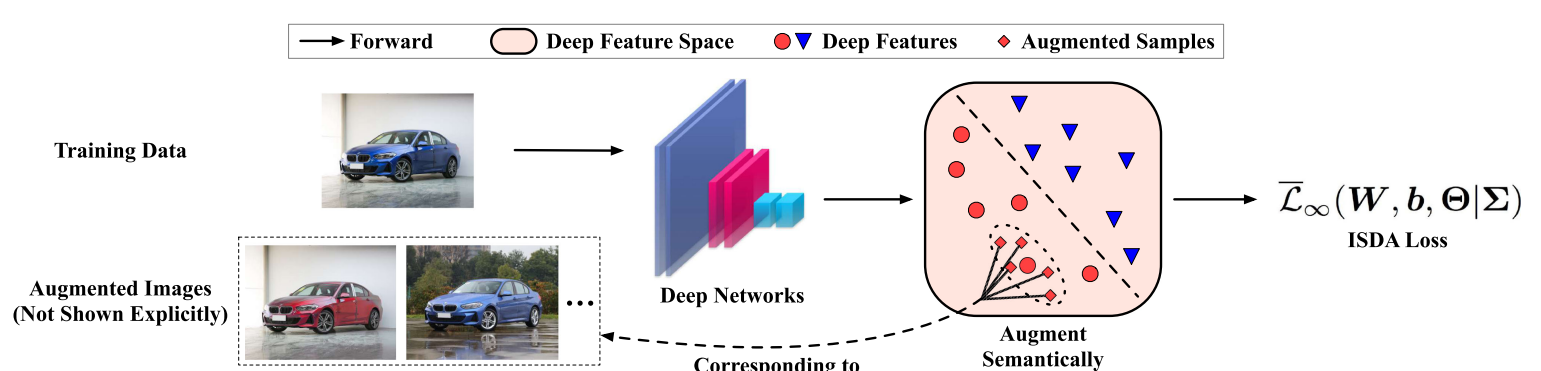 Forward
Deep Feature Space
Deep Features
Augmented Samples
Training Data
Deep Networks
Augmented Images
(Not Shown Explicitly)
...
Corresponding to
Augment
Semantically
$\overline{\mathcal{L}}_{\infty}(\boldsymbol{W}, \boldsymbol{b}, \boldsymbol{\Theta}|\boldsymbol{\Sigma})$
ISDA Loss